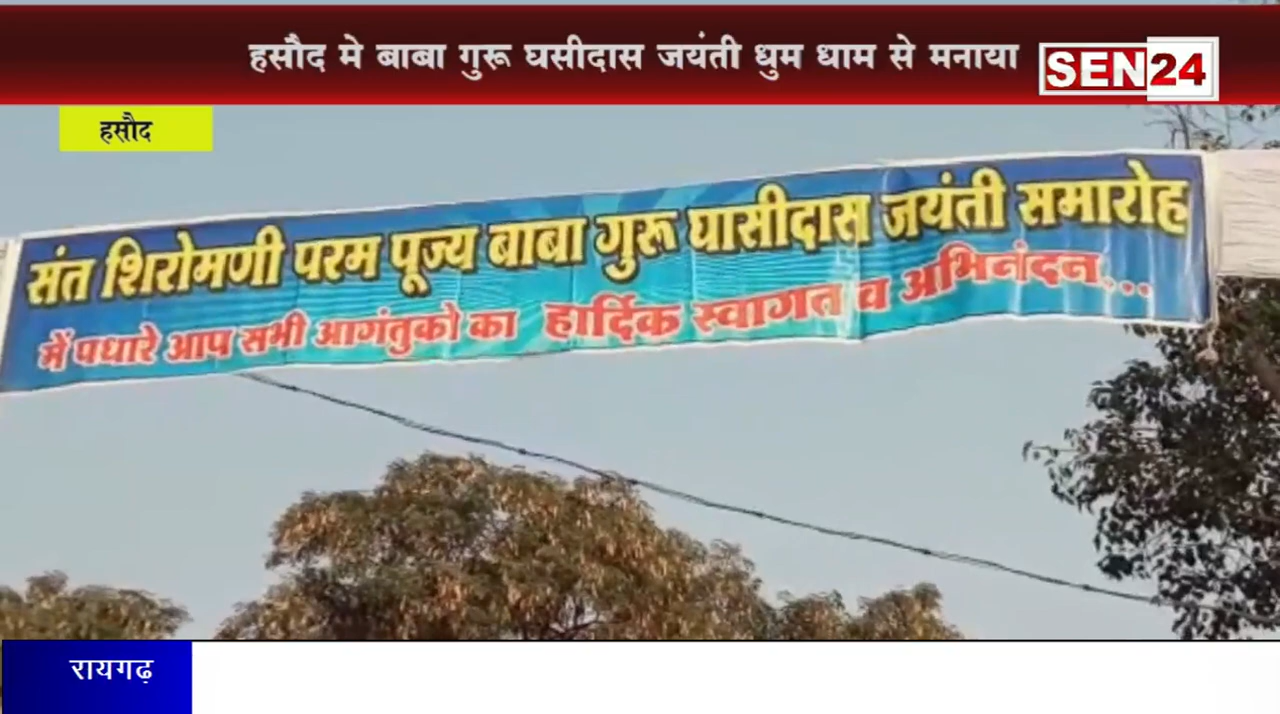 हसौद मे बाबा गुरू घसीदास जयंती धुम धाम से मनाया
SEN24
हसौद
संत शिरोमणी परम पूज्य बाबा गुरू घासीदास जयंती समारोह
में पधारे आप सभी आगंतुको का हार्दिक स्वागत व अभिनंदन...
रायगढ़